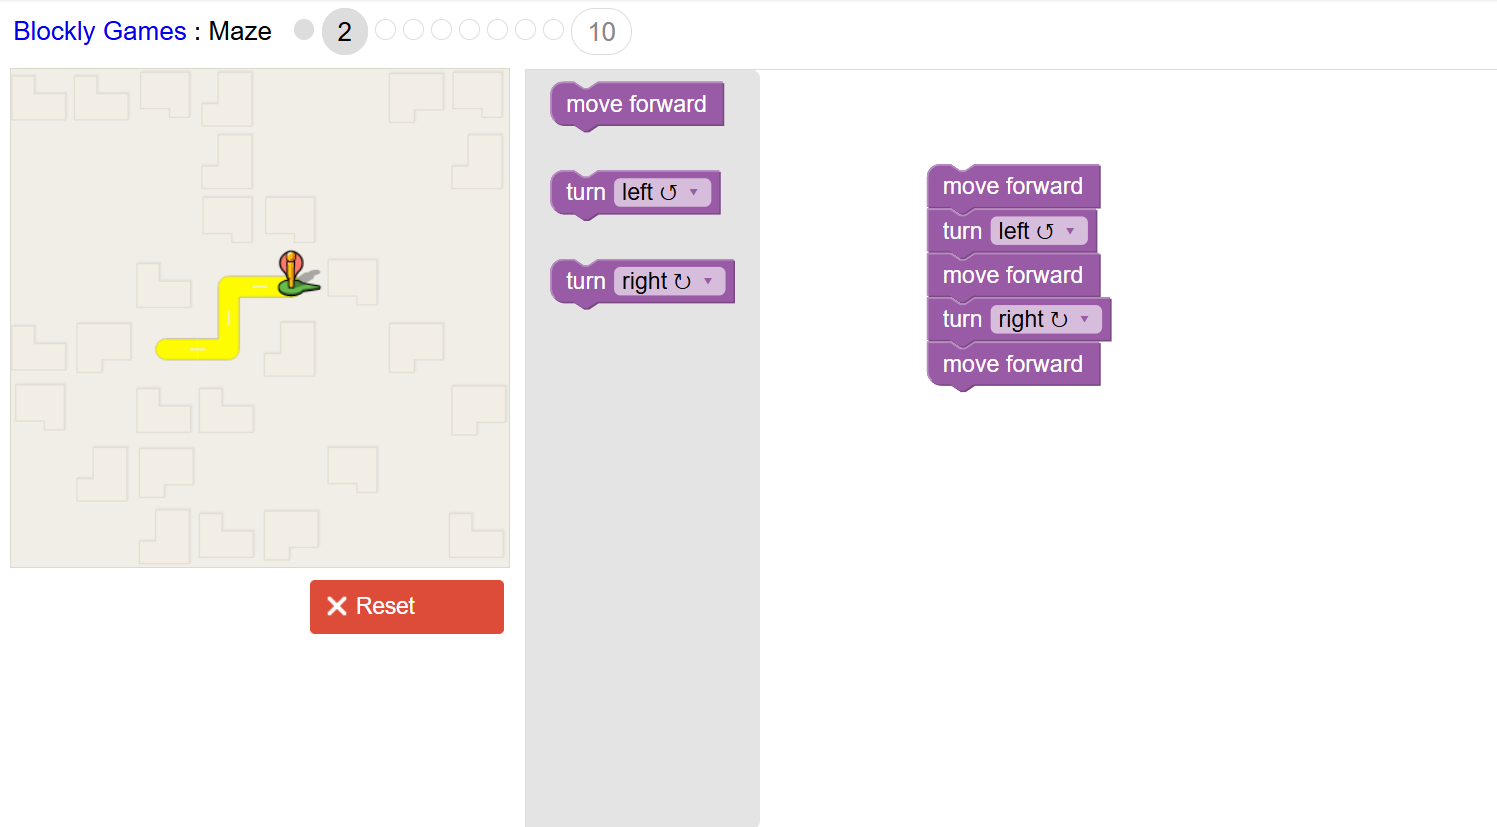 Blockly Games : Maze 2 10
move forward
turn left ↺ ▾
turn right ↻ ▾
move forward
turn left ↺ ▾
move forward
turn right ↻ ▾
move forward
Reset